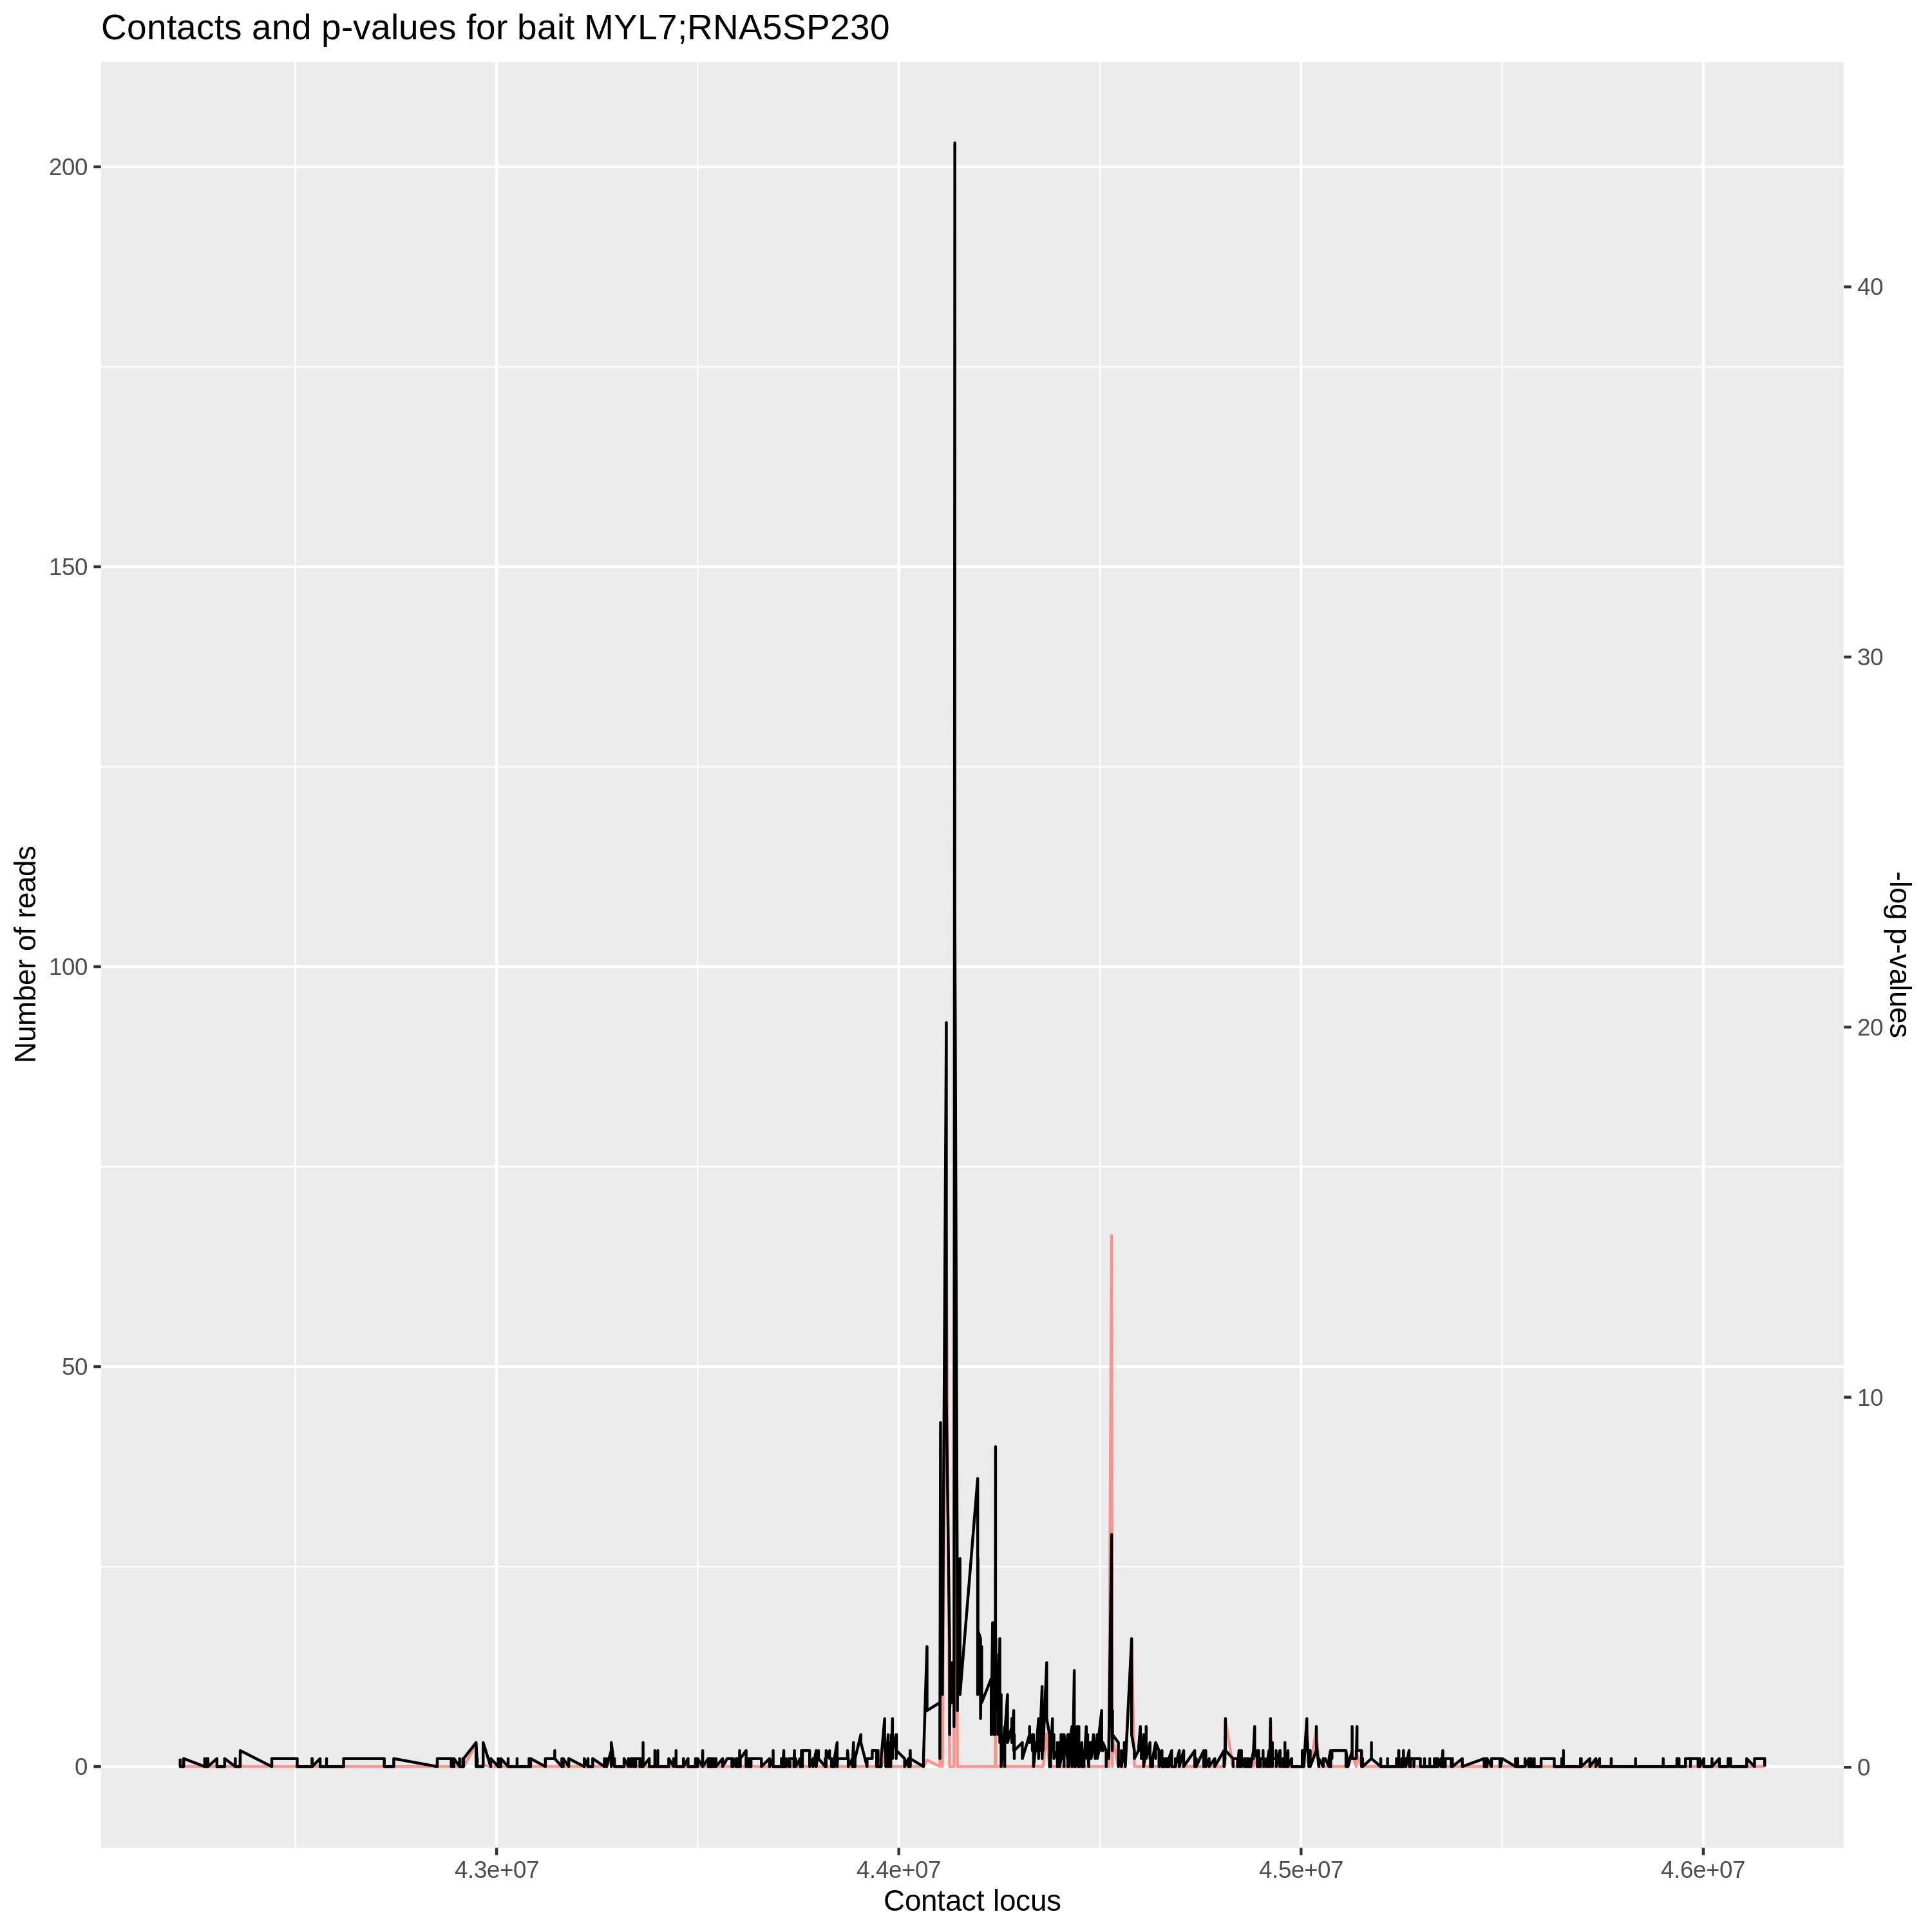 Contacts and p-values for bait MYL7;RNA5SP230
200
150
100
50
0
Number of reads
40
30
20
10
0
-log p-values
4.3e+07
4.4e+07
4.5e+07
4.6e+07
Contact locus